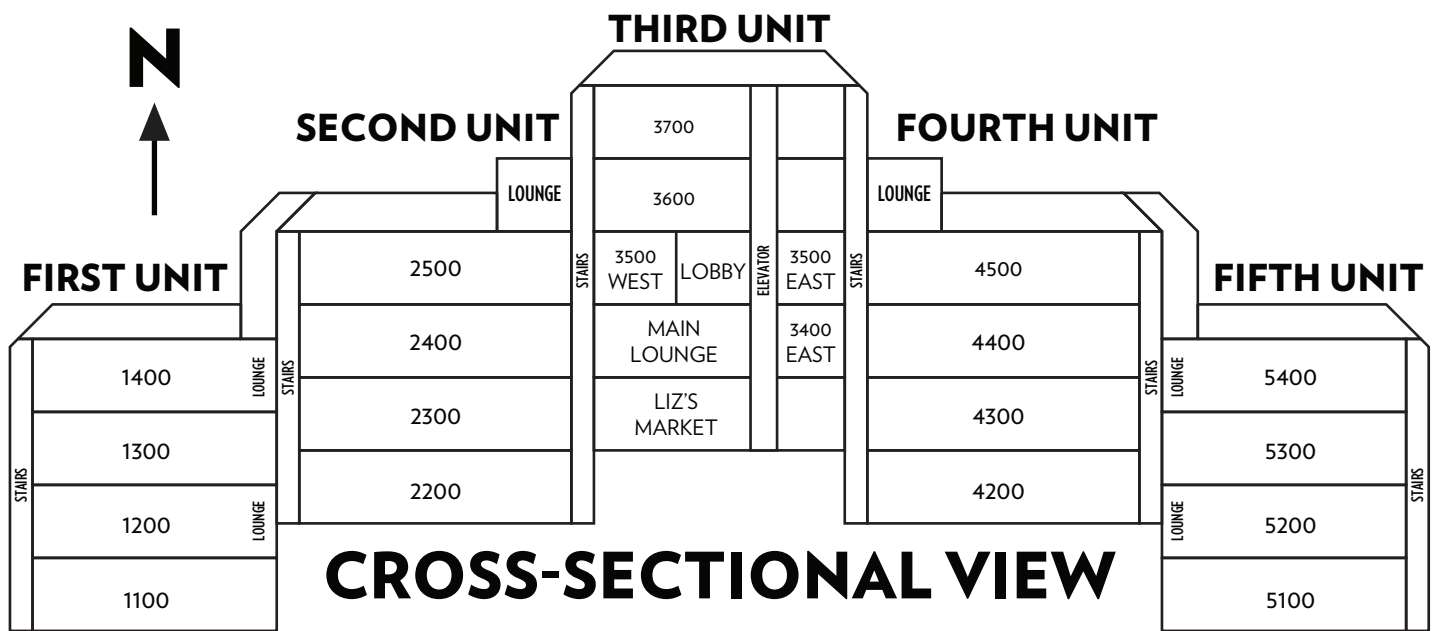 THIRD UNIT
N
SECOND UNIT
FOURTH UNIT
3700
LOUNGE
3600
LOUNGE
FIRST UNIT
2500
STAIRS
3500
WEST
LOBBY
ELEVATOR
3500
EAST
STAIRS
4500
FIFTH UNIT
2400
MAIN
LOUNGE
3400
EAST
4400
1400
LOUNGE
STAIRS
STAIRS
LOUNGE
5400
2300
LIZ'S
MARKET
4300
1300
5300
STAIRS
2200
4200
STAIRS
1200
LOUNGE
LOUNGE
5200
CROSS-SECTIONAL VIEW
1100
5100